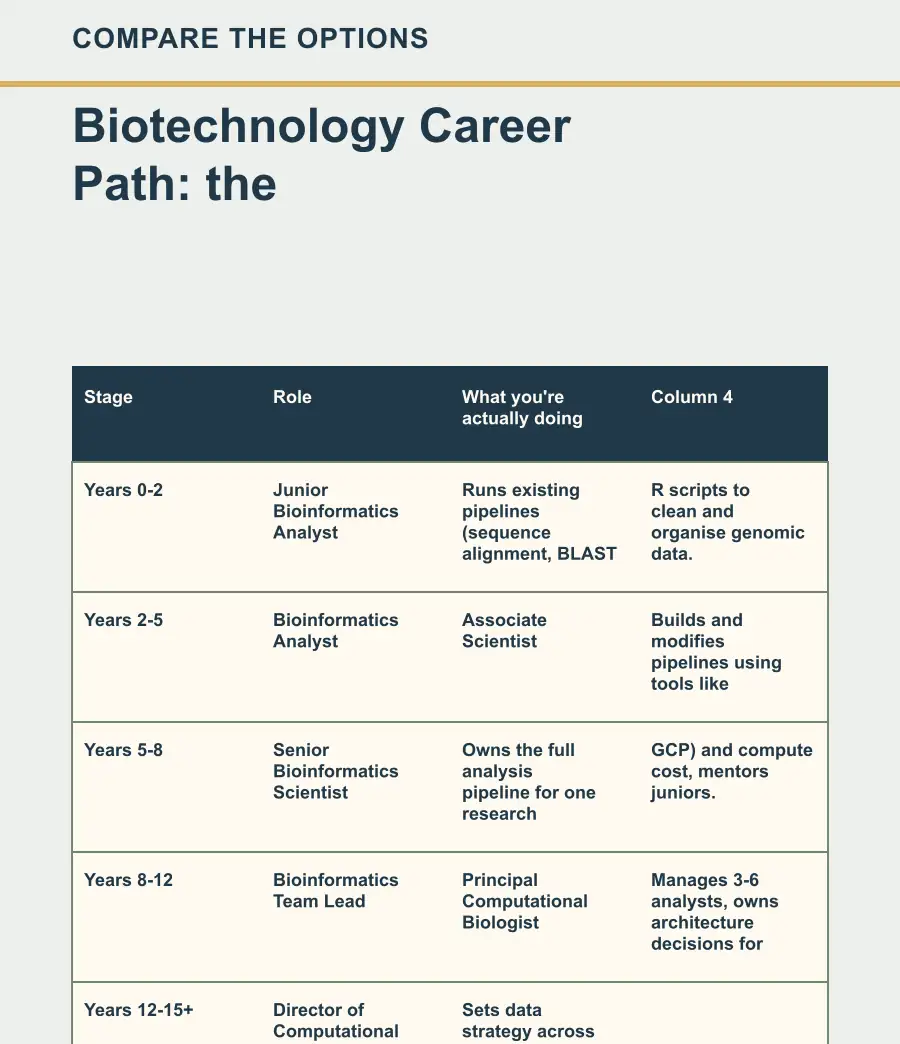 COMPARE THE OPTIONS
Biotechnology Career
Path: the
Stage
Role
What you're
actually doing
Column 4
Years 0-2
Junior
Bioinformatics
Analyst
Runs existing
pipelines
(sequence
alignment, BLAST
R scripts to
clean and
organise genomic
data.
Years 2-5
Bioinformatics
Analyst
Associate
Scientist
Builds and
modifies
pipelines using
tools like
Years 5-8
Senior
Bioinformatics
Scientist
Owns the full
analysis
pipeline for one
research
GCP) and compute
cost, mentors
juniors.
Years 8-12
Bioinformatics
Team Lead
Principal
Computational
Biologist
Manages 3-6
analysts, owns
architecture
decisions for
Years 12-15+
Director of
Computational
Sets data
strategy across